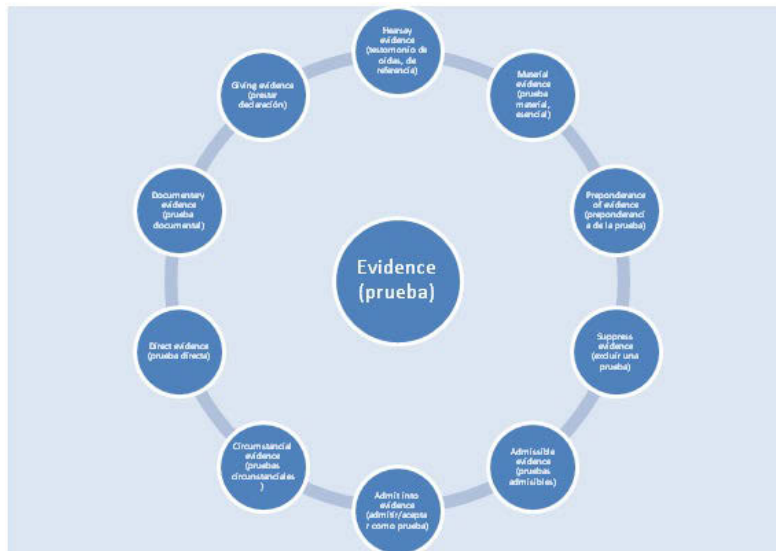 Hearsay
evidence
(testomonio de
oidas, de
referencia)
Material
evidence
(prueba
material,
esencial)
Preponderance
of evidence
(preponderanci
a de la prueba)
Suppress
evidence
(excluir una
prueba)
Admissible
evidence
(pruebas
admisibles)
Admit into
evidence
(admitir/acepta
r como prueba)
Circumstancial
evidence
(pruebas
circunstanciales
)
Direct evidence
(prueba directa)
Documentary
evidence
(prueba
documental)
Giving evidence
(prestar
declaración)
Evidence
(prueba)